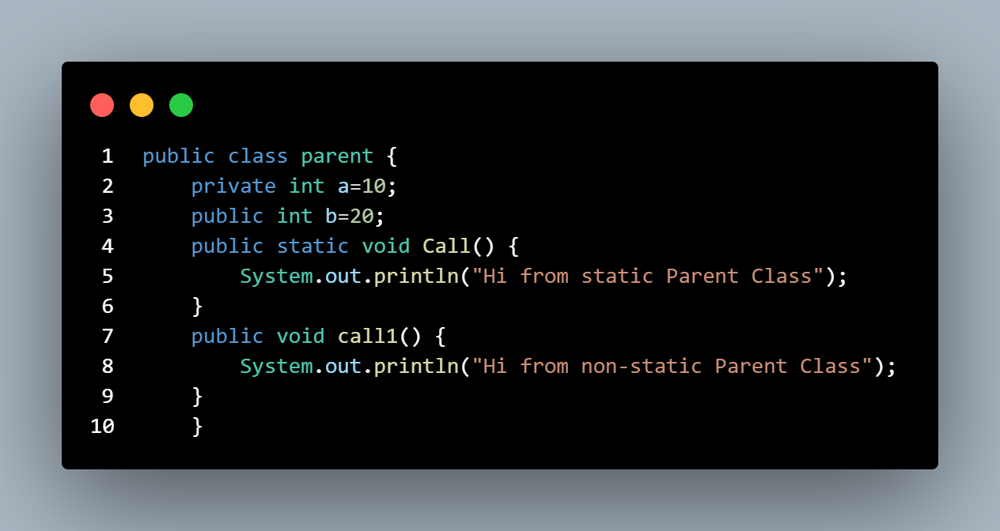 1 public class parent {
2     private int a=10;
3     public int b=20;
4     public static void Call() {
5         System.out.println("Hi from static Parent Class");
6     }
7     public void call1() {
8         System.out.println("Hi from non-static Parent Class");
9     }
10     }